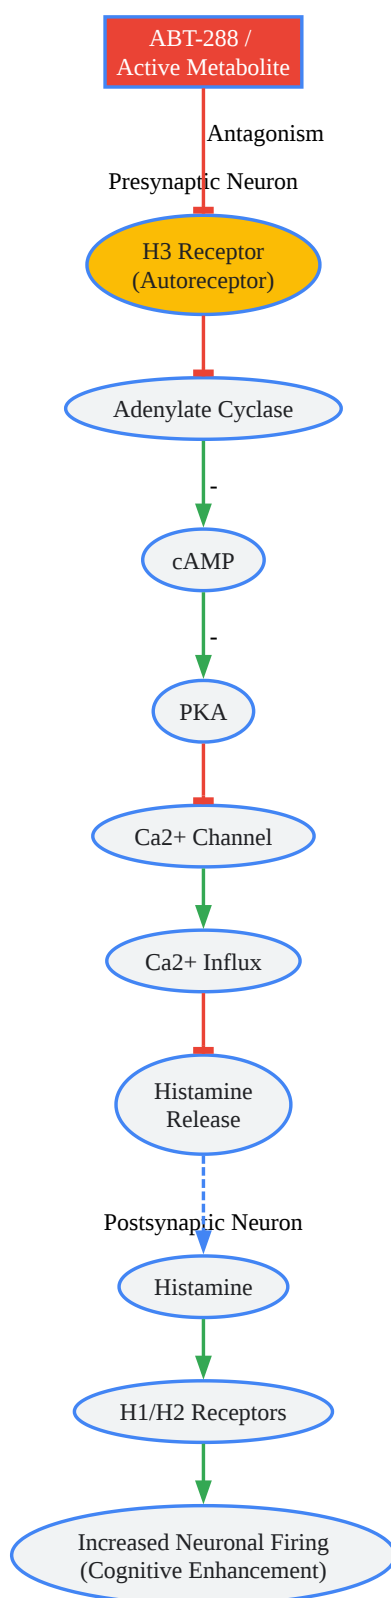 ABT-288 /
Active Metabolite
Antagonism
Presynaptic Neuron
H3 Receptor
(Autoreceptor)
Adenylate Cyclase
-
cAMP
-
PKA
Ca2+ Channel
Ca2+ Influx
Histamine
Release
Postsynaptic Neuron
Histamine
H1/H2 Receptors
Increased Neuronal Firing
(Cognitive Enhancement)